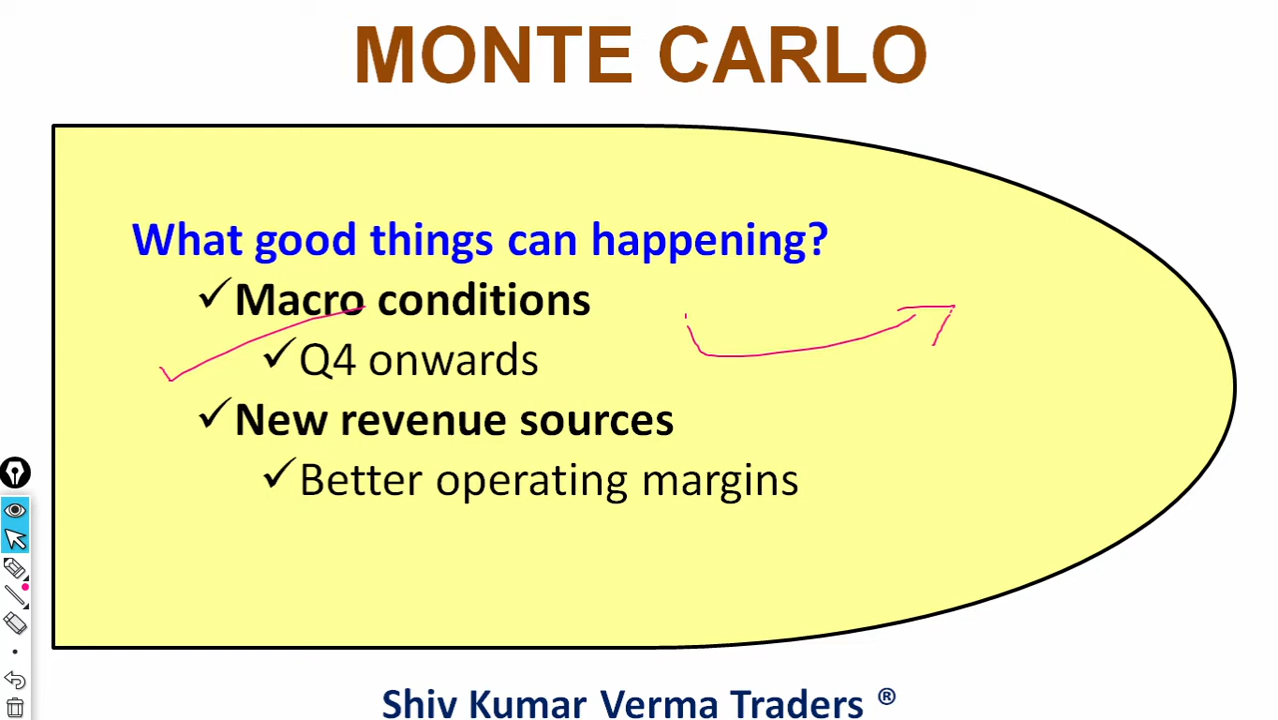 MONTE CARLO
What good things can happening?
✓Macro conditions
✓Q4 onwards
✓New revenue sources
✓Better operating margins
Shiv Kumar Verma Traders ®